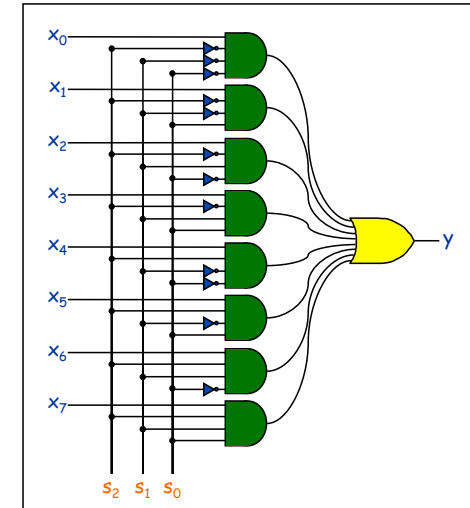 x₀
x₁
x₂
x₃
y
x₄
x₅
x₆
x₇
s₂ s₁ s₀